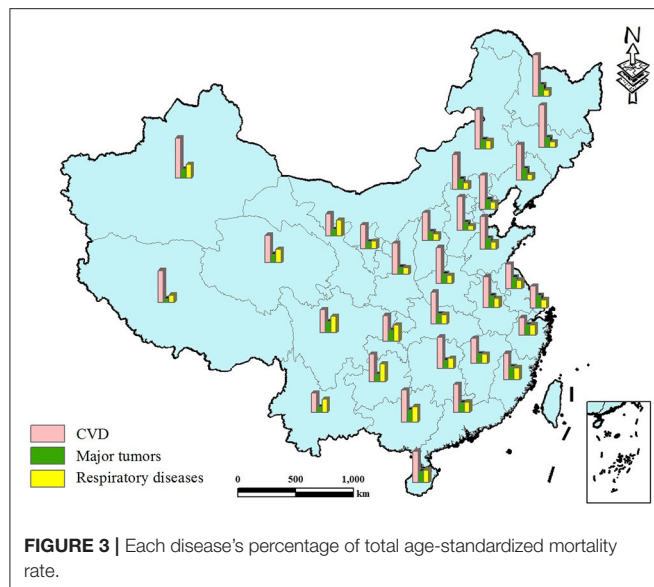 N
CVD
Major tumors
Respiratory diseases
0 500 1,000
km
FIGURE 3 | Each disease's percentage of total age-standardized mortality
rate.